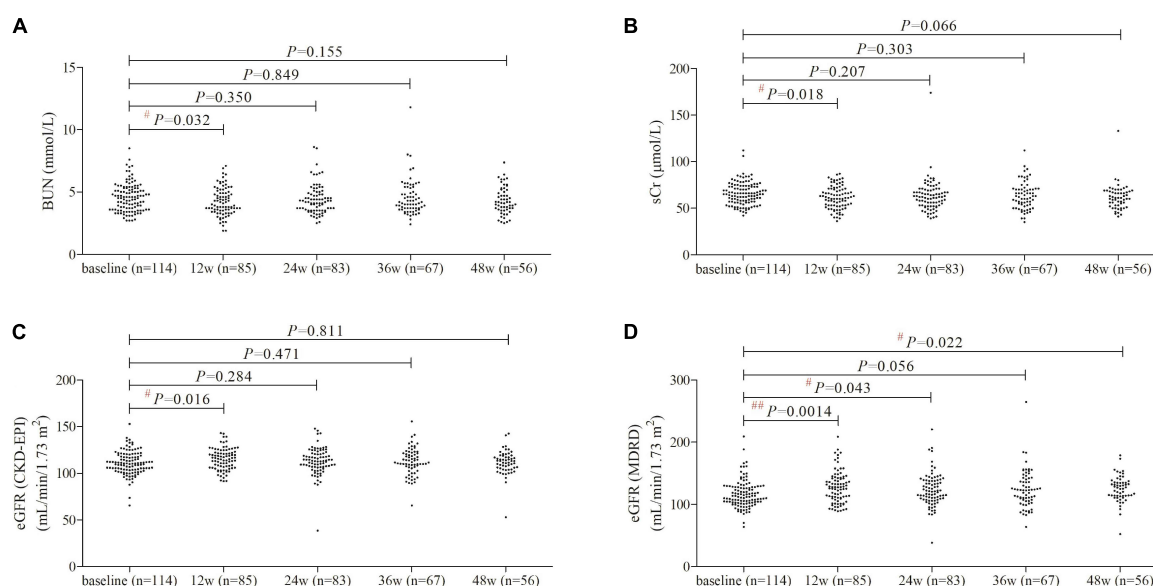 A
P=0.155
P=0.849
P=0.350
# P=0.032
15
10
5
0
BUN (mmol/L)
baseline (n=114) 12w (n=85) 24w (n=83) 36w (n=67) 48w (n=56)
B
P=0.066
P=0.303
P=0.207
# P=0.018
200
150
100
50
0
sCr (μmol/L)
baseline (n=114) 12w (n=85) 24w (n=83) 36w (n=67) 48w (n=56)
C
P=0.811
P=0.471
P=0.284
# P=0.016
200
150
100
50
0
eGFR (CKD-EPI)
(mL/min/1.73 m²)
baseline (n=114) 12w (n=85) 24w (n=83) 36w (n=67) 48w (n=56)
D
# P=0.022
P=0.056
# P=0.043
## P=0.0014
300
200
100
0
eGFR (MDRD)
(mL/min/1.73 m²)
baseline (n=114) 12w (n=85) 24w (n=83) 36w (n=67) 48w (n=56)